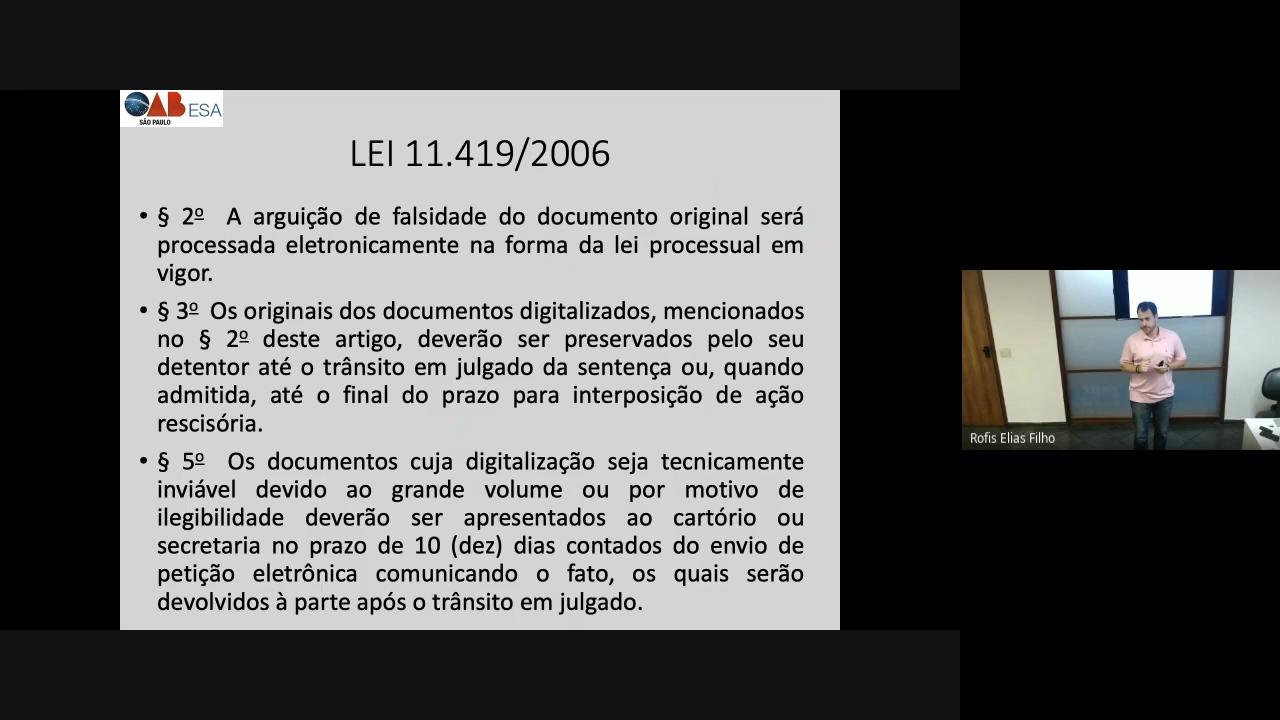 OAB ESA
SÃO PAULO
LEI 11.419/2006
• § 2º A arguição de falsidade do documento original será
processada eletronicamente na forma da lei processual em
vigor.
• § 3º Os originais dos documentos digitalizados, mencionados
no § 2º deste artigo, deverão ser preservados pelo seu
detentor até o trânsito em julgado da sentença ou, quando
admitida, até o final do prazo para interposição de ação
rescisória.
• § 5º Os documentos cuja digitalização seja tecnicamente
inviável devido ao grande volume ou por motivo de
ilegibilidade deverão ser apresentados ao cartório ou
secretaria no prazo de 10 (dez) dias contados do envio de
petição eletrônica comunicando o fato, os quais serão
devolvidos à parte após o trânsito em julgado.
Rofis Elias Filho